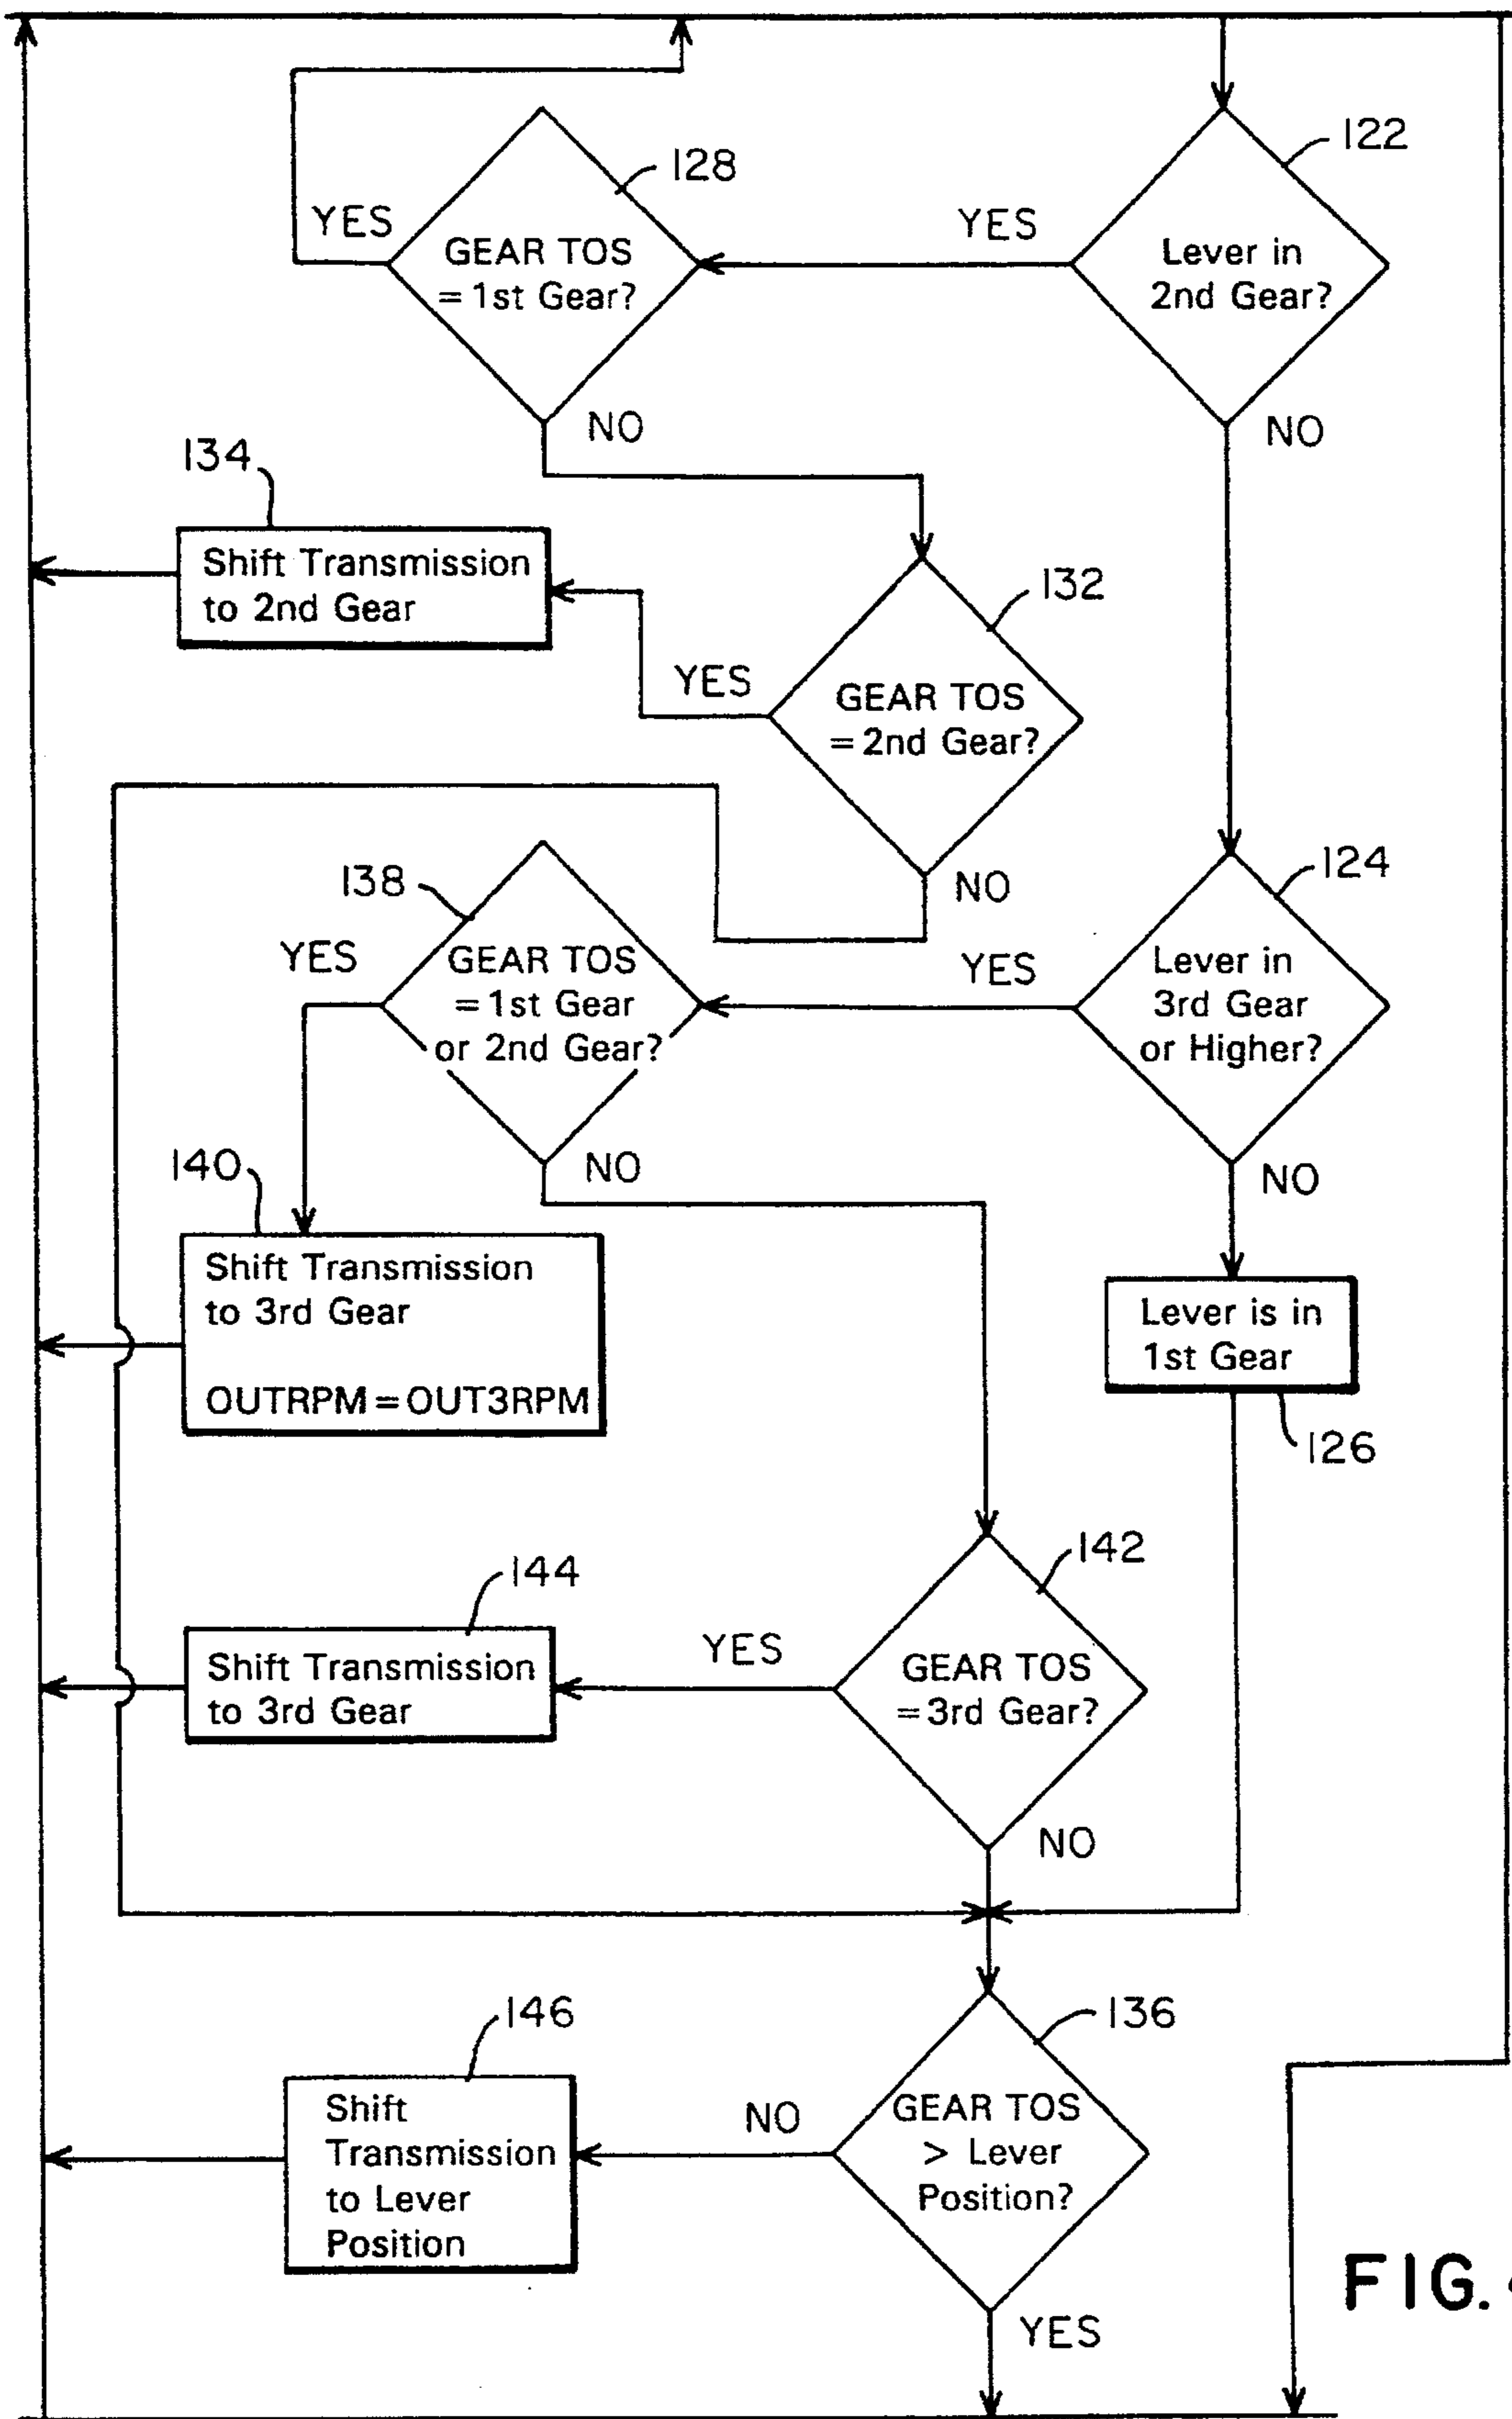 122
128
YES
YES
GEAR TOS
= 1st Gear?
Lever in
2nd Gear?
NO
NO
134
Shift Transmission
to 2nd Gear
132
YES
GEAR TOS
= 2nd Gear?
NO
124
138
YES
GEAR TOS
= 1st Gear
or 2nd Gear?
YES
Lever in
3rd Gear
or Higher?
NO
NO
140
Shift Transmission
to 3rd Gear
OUTRPM = OUT3RPM
Lever is in
1st Gear
126
142
144
YES
Shift Transmission
to 3rd Gear
GEAR TOS
= 3rd Gear?
NO
146
136
Shift
Transmission
to Lever
Position
NO
GEAR TOS
> Lever
Position?
YES
FIG.